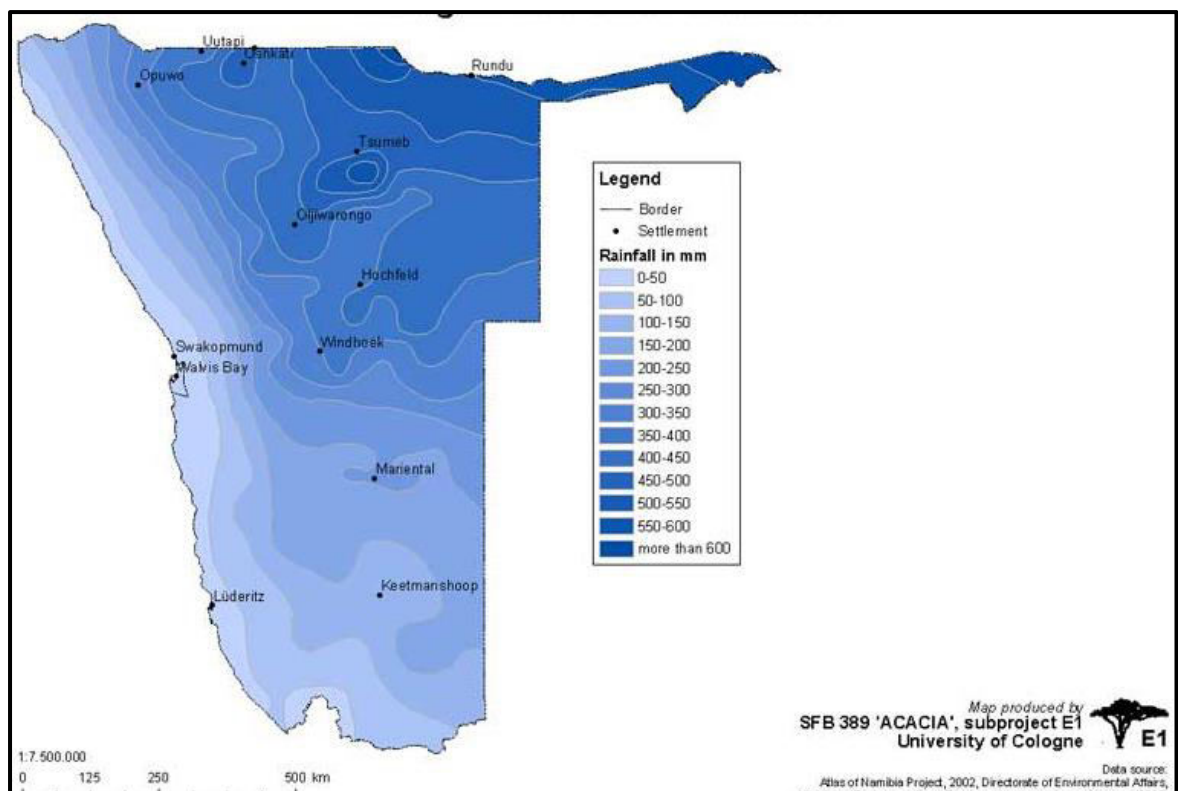 Uutapi
Oshkati
Rundu
Opuwo
Tsumeb
Otjiwarongo
Hochfeld
Windhoek
Swakopmund
Walvis Bay
Mariental
Keetmanshoop
Lüderitz
Legend
Border
Settlement
Rainfall in mm
0-50
50-100
100-150
150-200
200-250
250-300
300-350
350-400
400-450
450-500
500-550
550-600
more than 600
Map produced by
SFB 389 'ACACIA', subproject E1
University of Cologne
E1
1:7.500.000
0 125 250 500 km
Data source:
Atlas of Namibia Project, 2002, Directorate of Environmental Affairs,